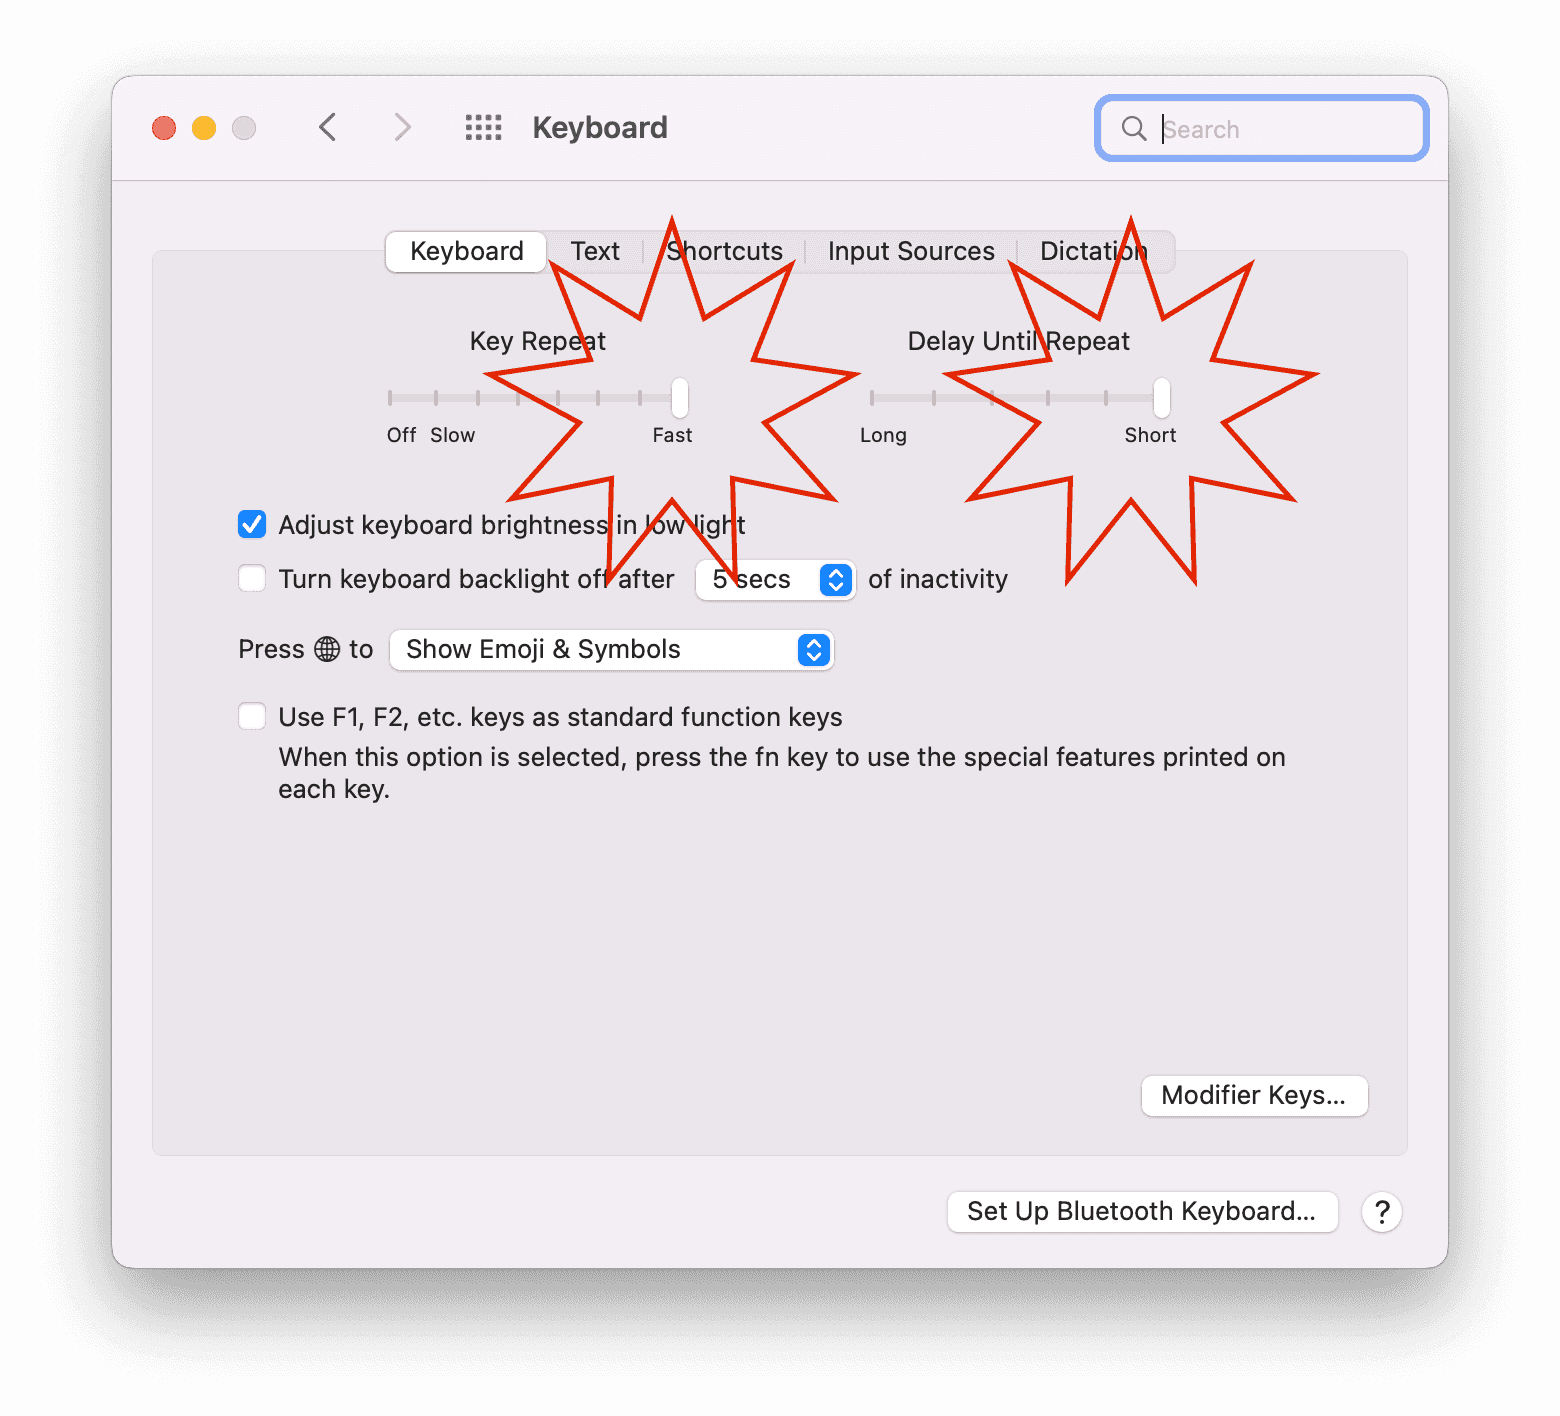 Keyboard
Search
Keyboard Text Shortcuts Input Sources Dictation
Key Repeat Delay Until Repeat
Off Slow Fast Long Short
Adjust keyboard brightness in low light
Turn keyboard backlight off after 5 secs of inactivity
Press to Show Emoji & Symbols
Use F1, F2, etc. keys as standard function keys
When this option is selected, press the fn key to use the special features printed on
each key.
Modifier Keys...
Set Up Bluetooth Keyboard... ?